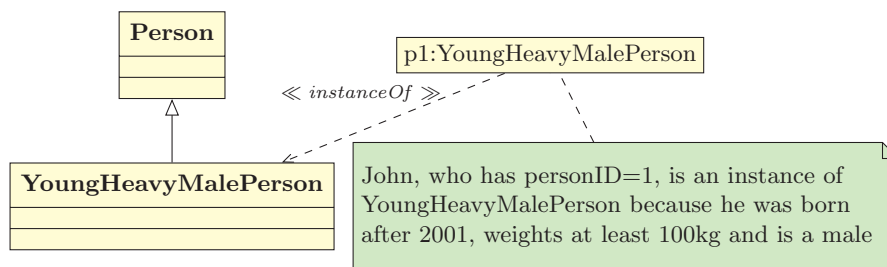 Person
p1:YoungHeavyMalePerson
≪ instanceOf ≫
YoungHeavyMalePerson
John, who has personID=1, is an instance of
YoungHeavyMalePerson because he was born
after 2001, weights at least 100kg and is a male